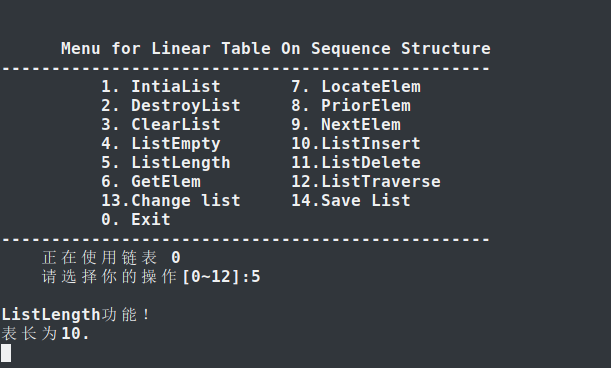 Menu for Linear Table On Sequence Structure
-------------------------------------------------
1. IntiaList 7. LocateElem
2. DestroyList 8. PriorElem
3. ClearList 9. NextElem
4. ListEmpty 10.ListInsert
5. ListLength 11.ListDelete
6. GetElem 12.ListTraverse
13.Change list 14.Save List
0. Exit
-------------------------------------------------
正在使用链表 0
请选择你的操作[0~12]:5
ListLength功能！
表长为10.